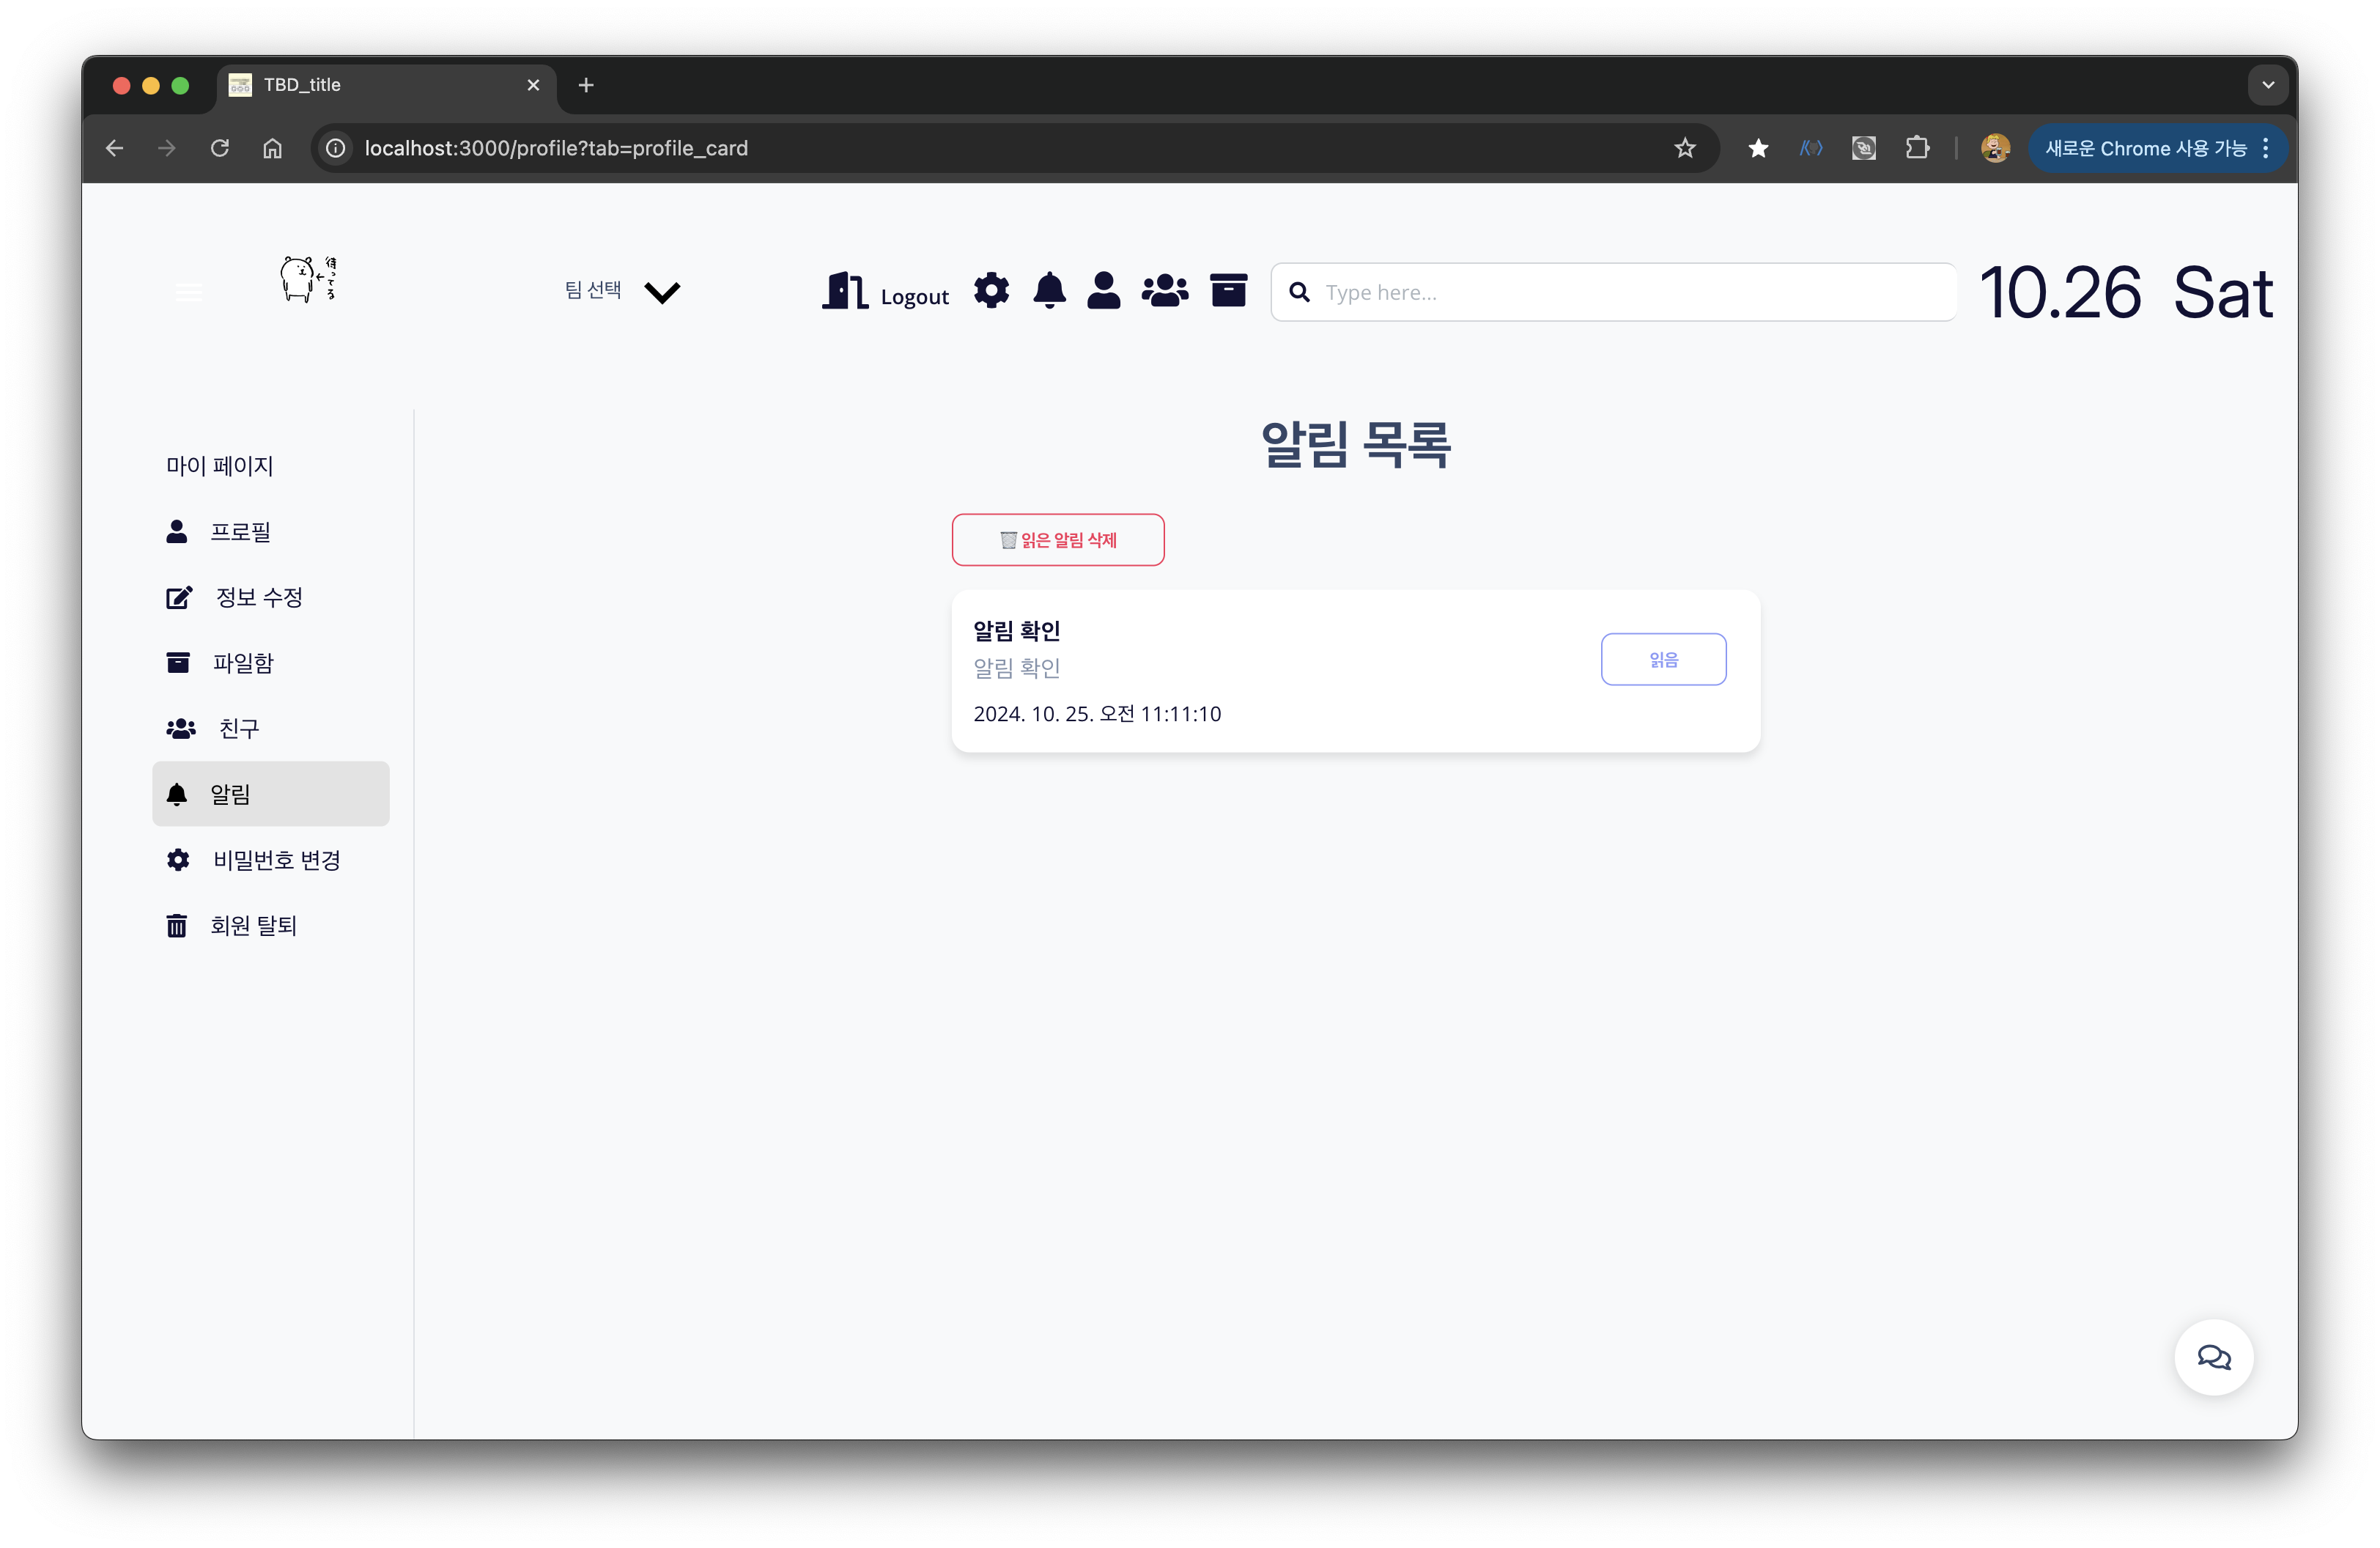 TBD_title
localhost:3000/profile?tab=profile_card
새로운 Chrome 사용 가능
待ってる
팀 선택
Logout
Type here...
10.26 Sat
마이 페이지
프로필
정보 수정
파일함
친구
알림
비밀번호 변경
회원 탈퇴
알림 목록
읽은 알림 삭제
알림 확인
알림 확인
2024. 10. 25. 오전 11:11:10
읽음